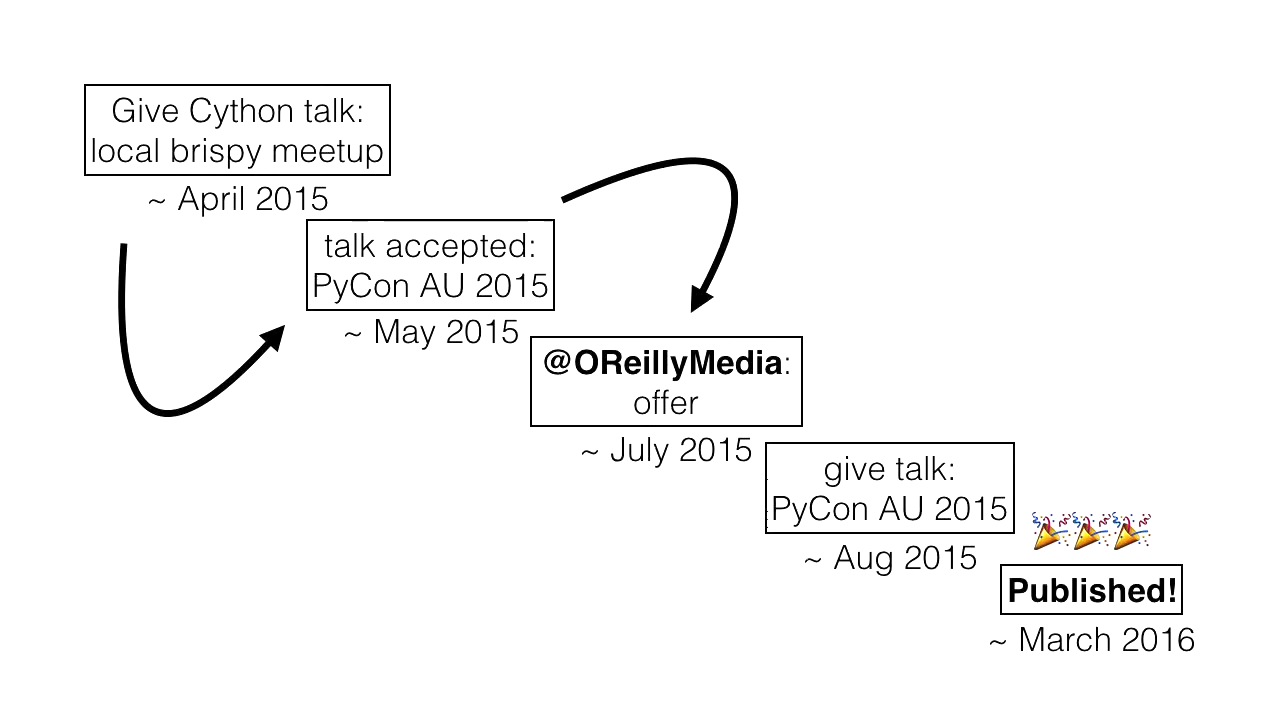 Give Cython talk:
local brispy meetup
~ April 2015
talk accepted:
PyCon AU 2015
~ May 2015
@OReillyMedia:
offer
~ July 2015
give talk:
PyCon AU 2015
~ Aug 2015
🎉🎉🎉
Published!
~ March 2016